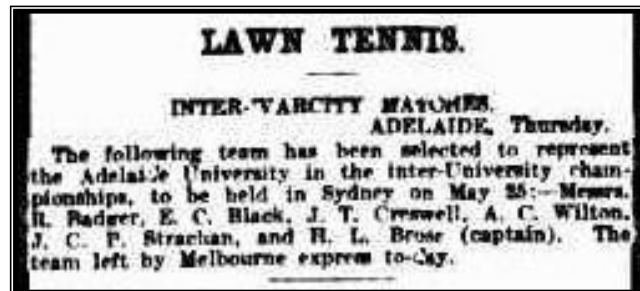 LAWN TENNIS.
INTER-'VARCITY MATCHES.
ADELAIDE, Thursday.
The following team has been selected to represent
the Adelaide University in the inter-University cham-
pionships, to be held in Sydney on May 25:—Messrs.
R. E. C. Black, J. T. Creswell, A. C. Wilton,
J. C. P. Strachan, and H. L. Brose (captain). The
team left by Melbourne express to-day.